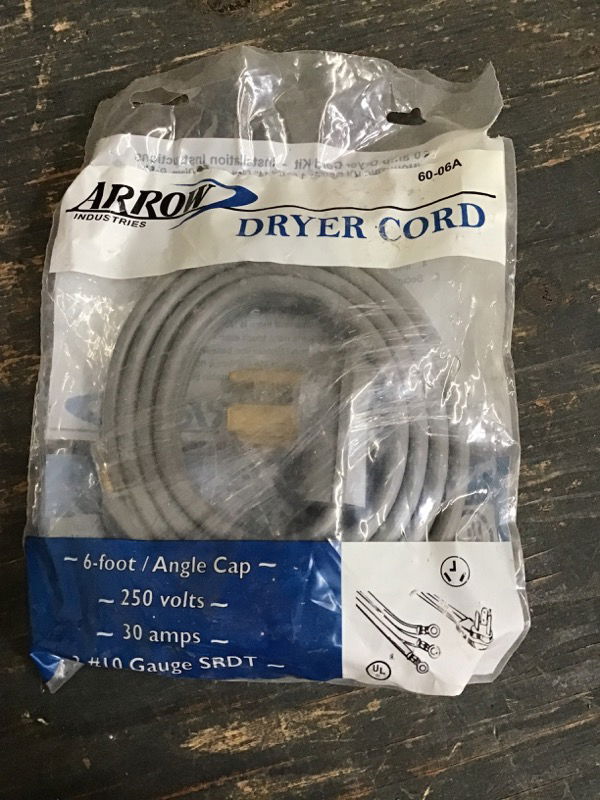 60-06A
ARROW
INDUSTRIES
DRYER CORD
~ 6-foot / Angle Cap ~
~ 250 volts ~
~ 30 amps ~
#10 Gauge SRDT ~
UL